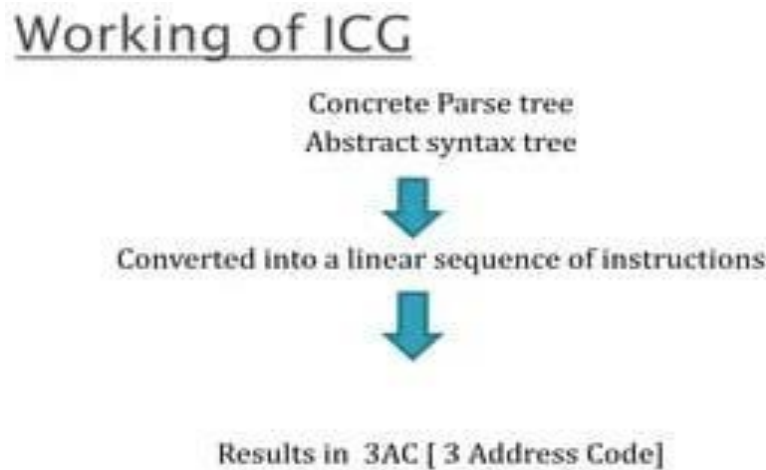 Working of ICG
Concrete Parse tree
Abstract syntax tree
Converted into a linear sequence of instructions
Results in 3AC [ 3 Address Code]